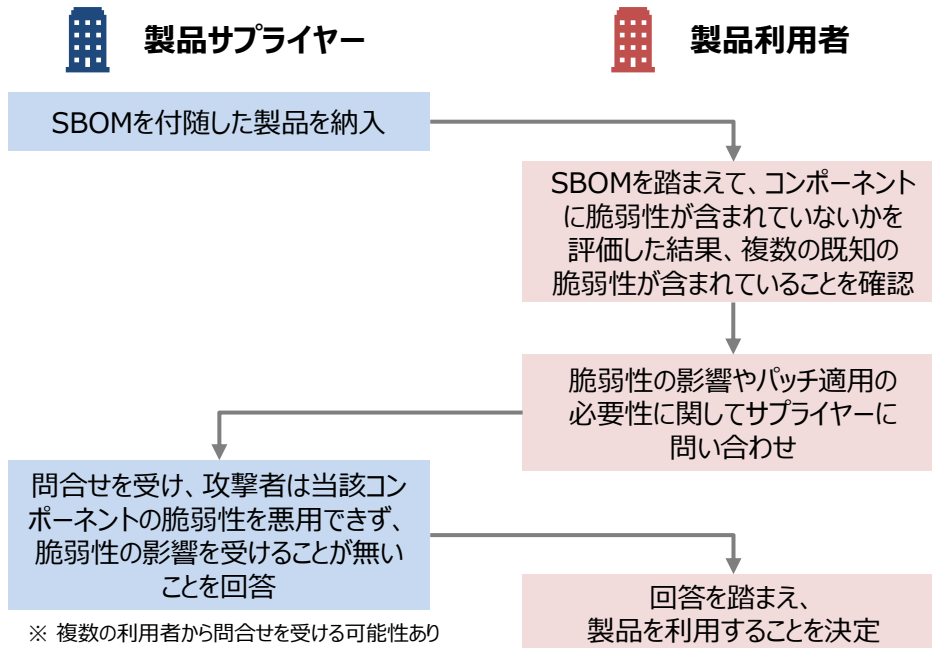 製品サプライヤー
製品利用者
SBOMを付随した製品を納入
SBOMを踏まえて、コンポーネント
に脆弱性が含まれていないかを
評価した結果、複数の既知の
脆弱性が含まれていることを確認
脆弱性の影響やパッチ適用の
必要性に関してサプライヤーに
問い合わせ
問合せを受け、攻撃者は当該コン
ポーネントの脆弱性を悪用できず、
脆弱性の影響を受けることが無い
ことを回答
※ 複数の利用者から問合せを受ける可能性あり
回答を踏まえ、
製品を利用することを決定